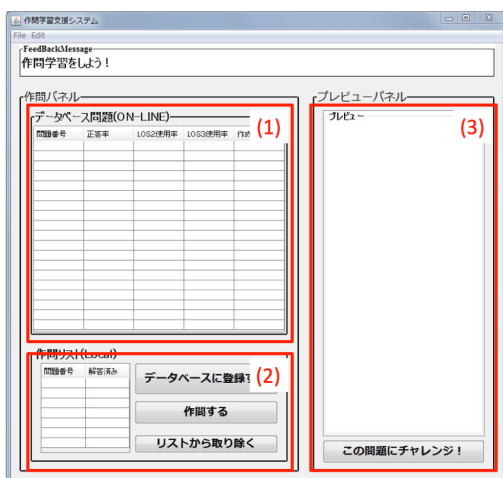 作問学習支援システム
File Edit
FeedBackMessage
作問学習をしよう！
作問パネル
データベース問題(ON-LINE)
(1)
問題番号 正答率 LOS2使用率 LOS3使用率 作成
作問リスト(Local)
問題番号 解答済み
データベースに登録す
(2)
作問する
リストから取り除く
プレビューパネル
プレビュー
(3)
この問題にチャレンジ！